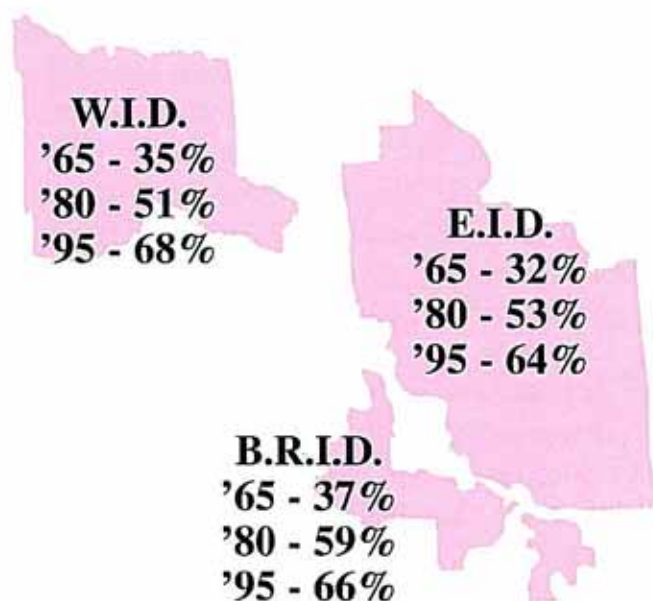 W.I.D.
’65 - 35%
’80 - 51%
’95 - 68%
E.I.D.
’65 - 32%
’80 - 53%
’95 - 64%
B.R.I.D.
’65 - 37%
’80 - 59%
’95 - 66%